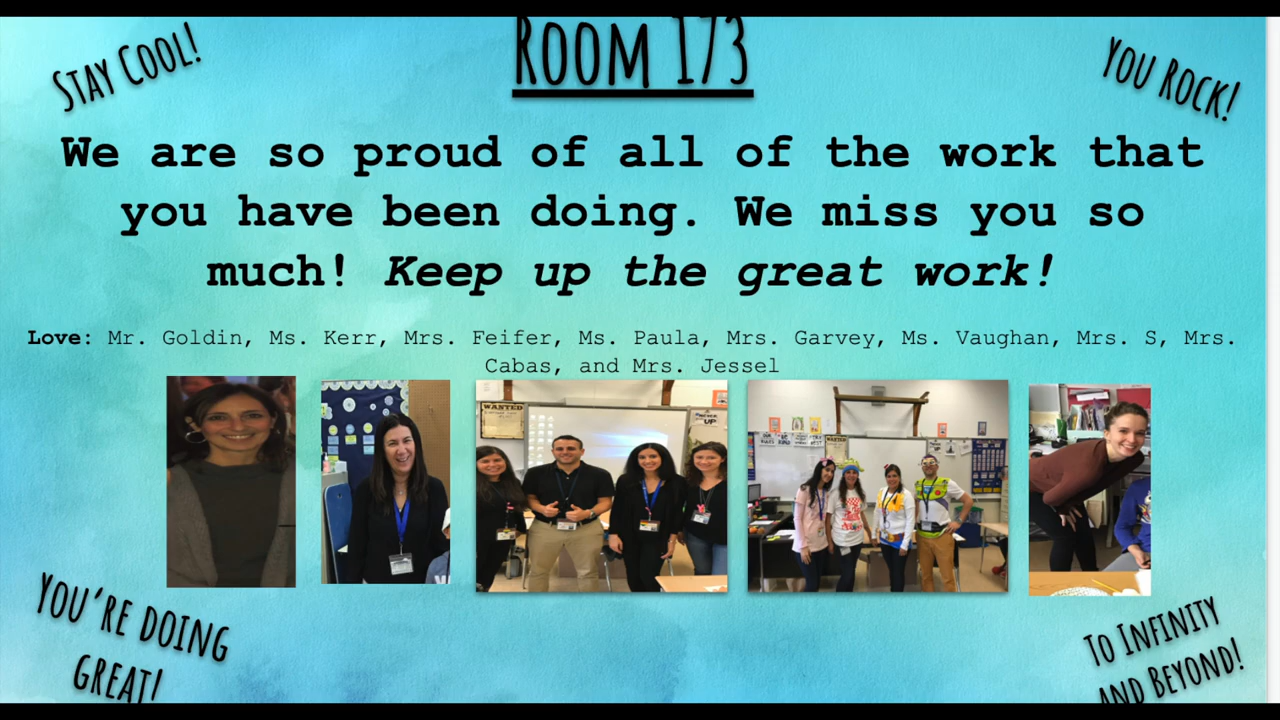 Room 173
Stay Cool!
You Rock!
We are so proud of all of the work that
you have been doing. We miss you so
much! Keep up the great work!
Love: Mr. Goldin, Ms. Kerr, Mrs. Feifer, Ms. Paula, Mrs. Garvey, Ms. Vaughan, Mrs. S, Mrs.
Cabas, and Mrs. Jessel
WANTED
WANTED
You're doing
great!
To Infinity
and Beyond!